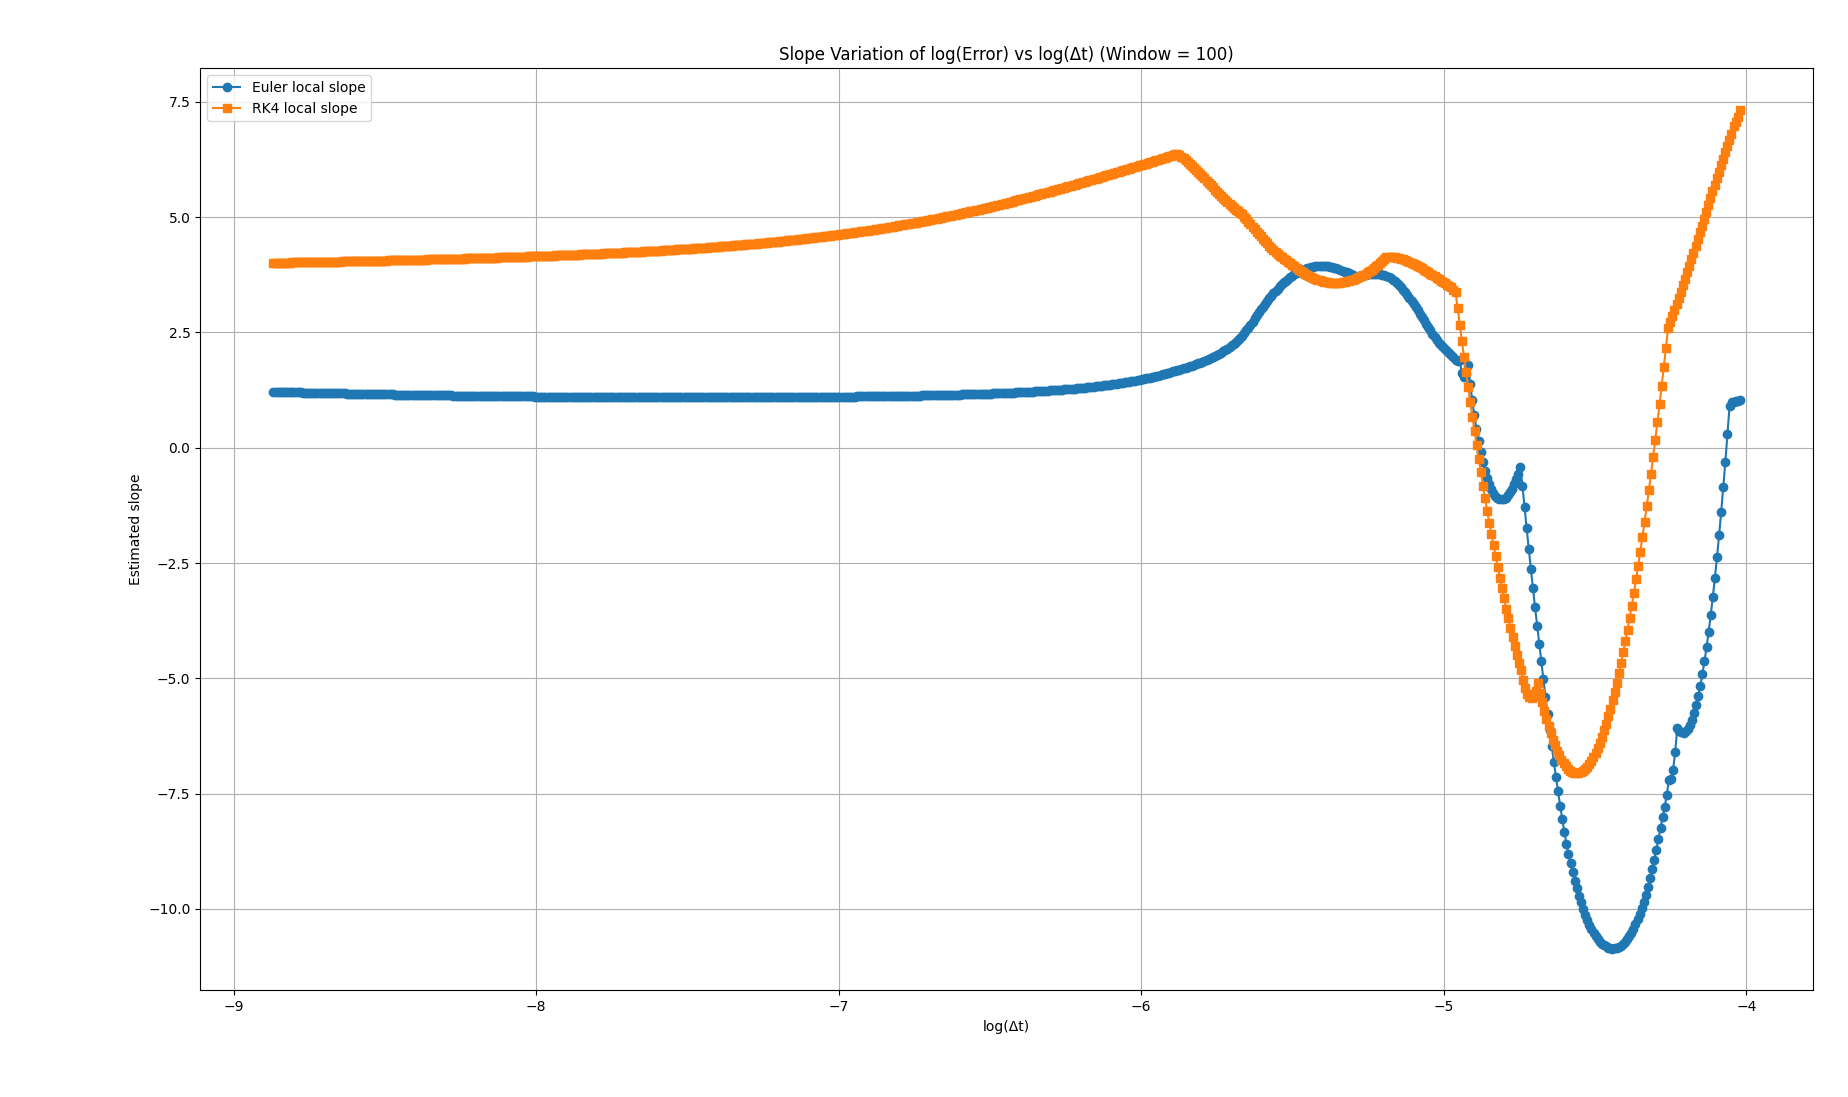 Slope Variation of log(Error) vs log(Δt) (Window = 100)
Euler local slope
RK4 local slope
7.5
5.0
2.5
0.0
−2.5
−5.0
−7.5
−10.0
Estimated slope
−9 −8 −7 −6 −5 −4
log(Δt)